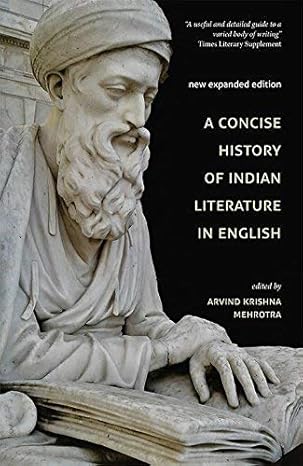 "A useful and detailed guide to a
varied body of writing"
Times Literary Supplement
new expanded edition
A CONCISE
HISTORY
OF INDIAN
LITERATURE
IN ENGLISH
edited by
ARVIND KRISHNA
MEHROTRA